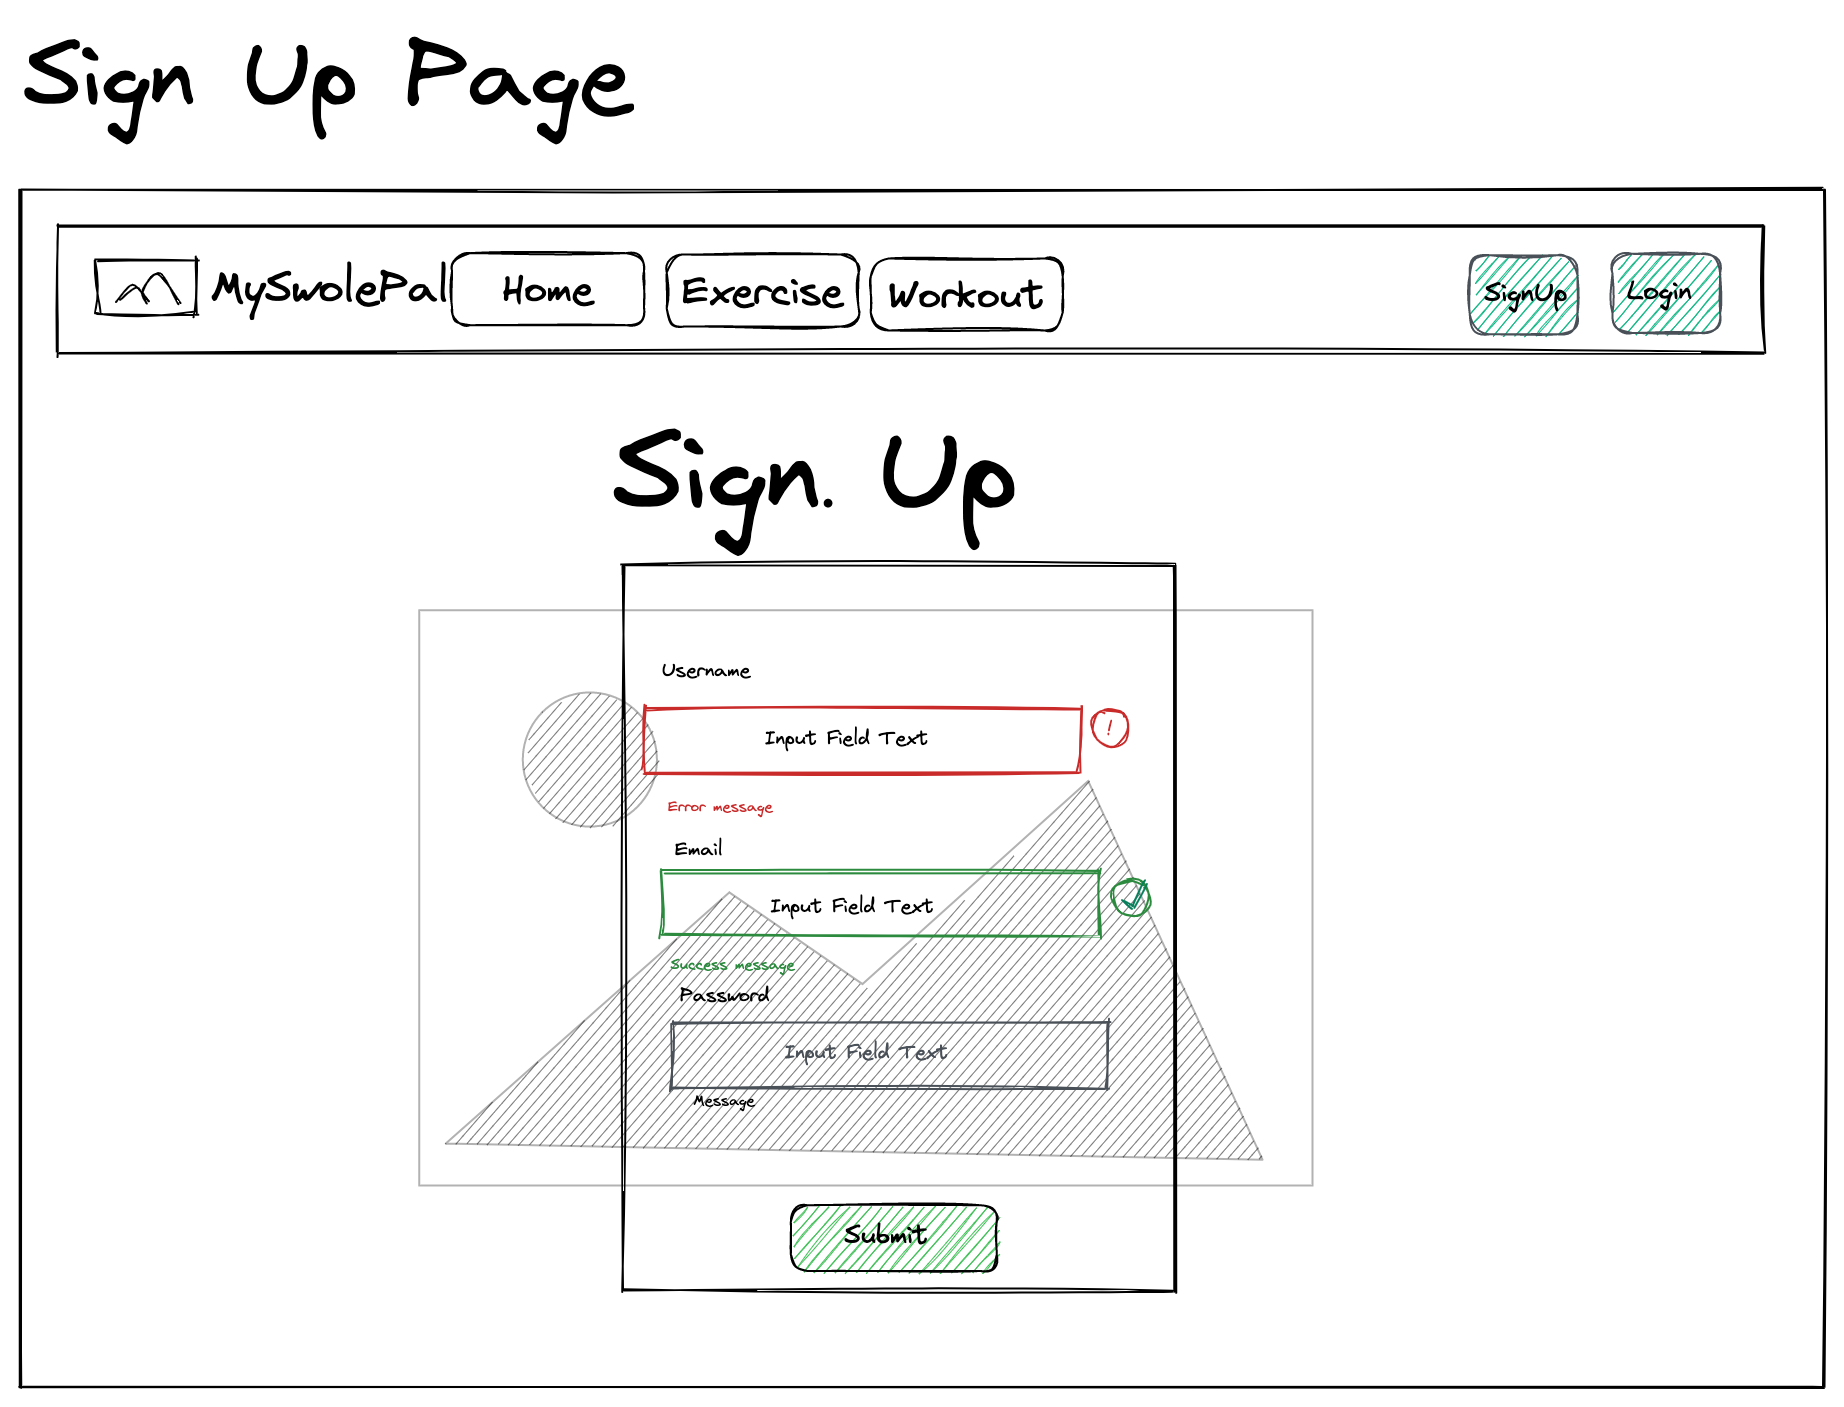 Sign Up Page
MySwolePal Home Exercise Workout SignUp Login
Sign. Up
Username
Input Field Text !
Error message
Email
Input Field Text
Success message
Password
Input Field Text
Message
Submit